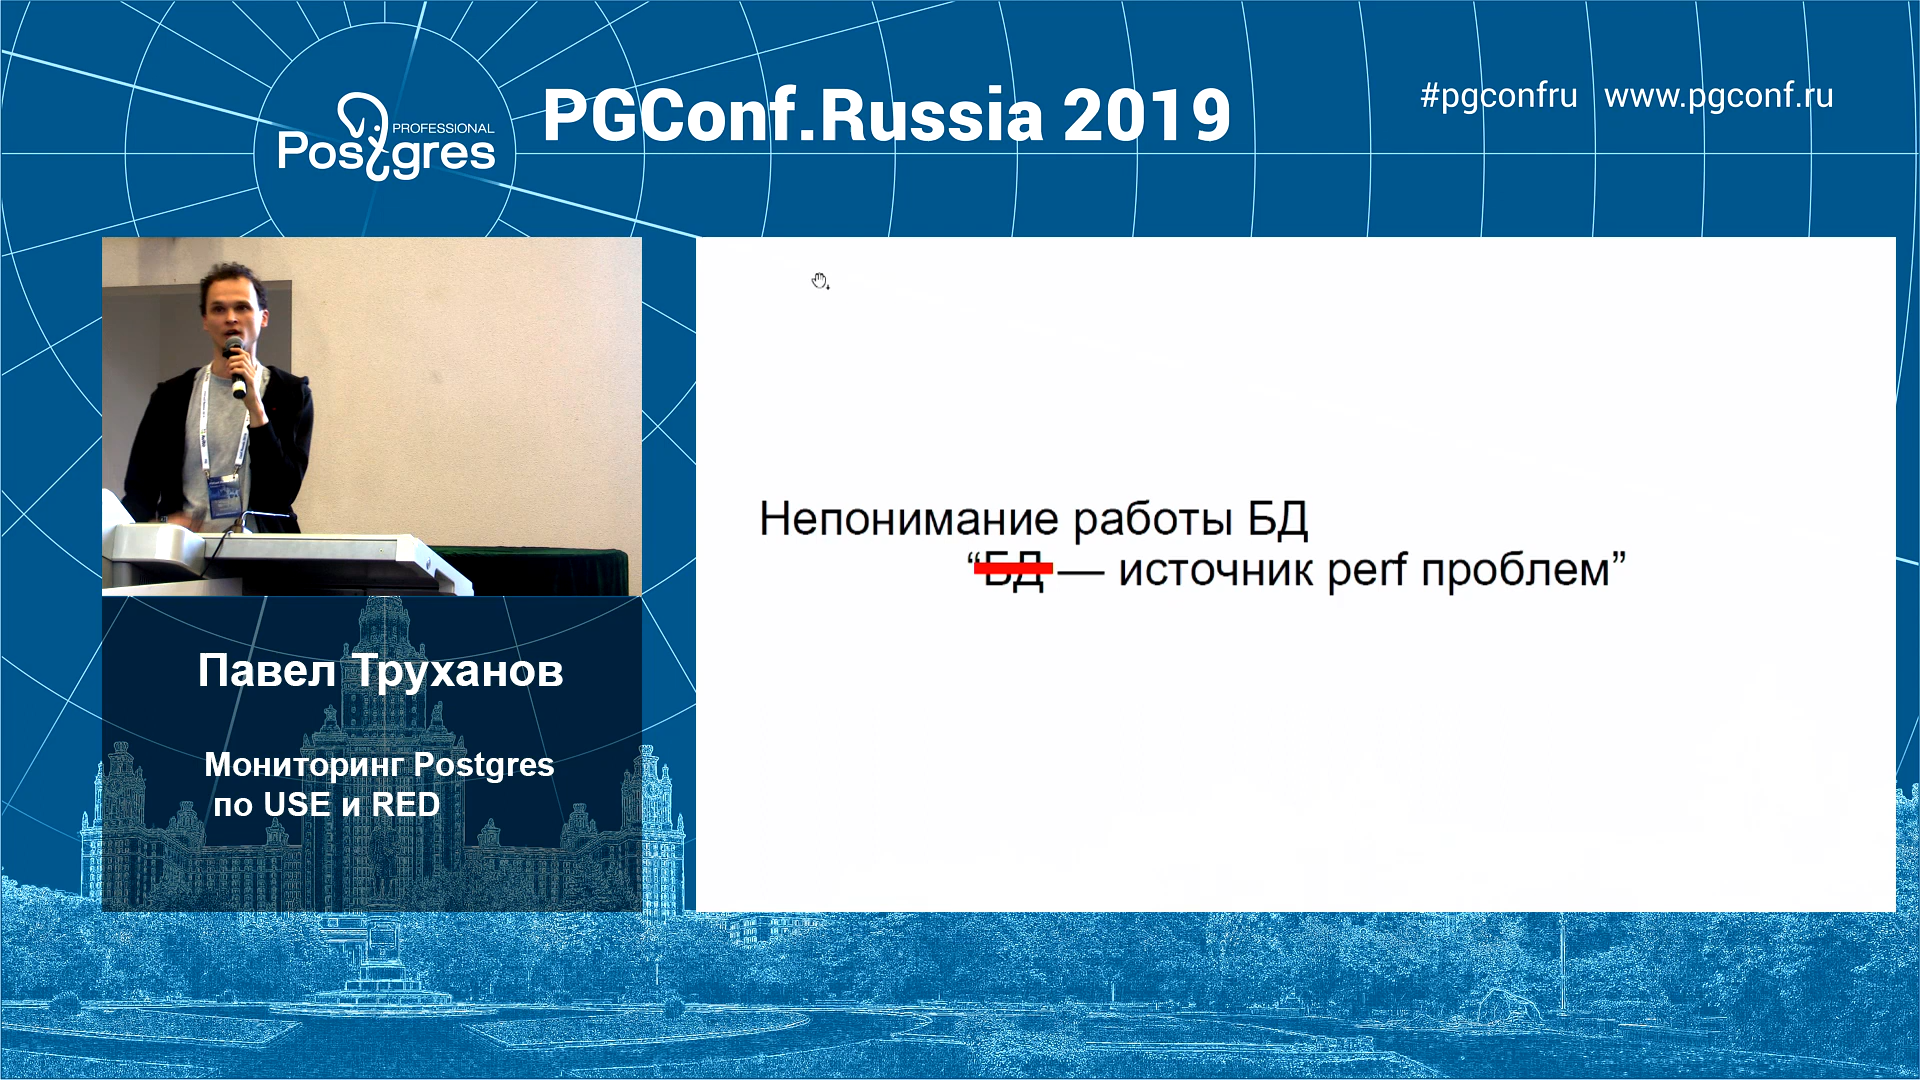 PROFESSIONAL
Postgres
PGConf.Russia 2019
#pgconfru www.pgconf.ru
Непонимание работы БД
“БД — источник perf проблем”
Павел Труханов
Мониторинг Postgres
по USE и RED